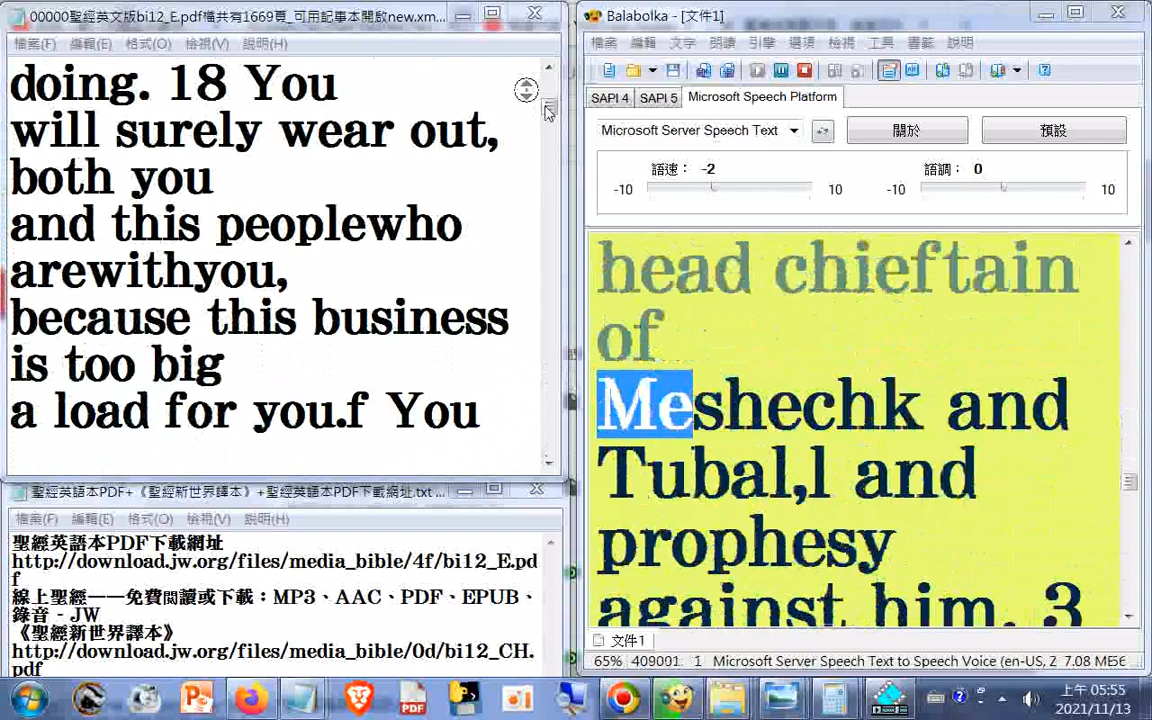 00000聖經英文版bi12_E.pdf檔共有1669頁_可用記事本開啟new.xm...
檔案(F) 編輯(E) 格式(O) 檢視(V) 說明(H)
doing. 18 You
will surely wear out,
both you
and this peoplewho
arewithyou,
because this business
is too big
a load for you.f You
聖經英語本PDF+《聖經新世界譯本》+聖經英語本PDF下載網址.txt ...
檔案(F) 編輯(E) 格式(O) 檢視(V) 說明(H)
聖經英語本PDF下載網址
http://download.jw.org/files/media_bible/4f/bi12_E.pd
f
線上聖經——免費閱讀或下載：MP3、AAC、PDF、EPUB、
錄音 - JW
《聖經新世界譯本》
http://download.jw.org/files/media_bible/0d/bi12_CH.
pdf
Balabolka - [文件1]
檔案 編輯 文字 朗讀 引擎 選項 檢視 工具 書籤 說明
SAPI 4 SAPI 5 Microsoft Speech Platform
Microsoft Server Speech Text 關於 預設
語速： -2 語調： 0
-10 10 -10 10
head chieftain
of
Meshechk and
Tubal,l and
prophesy
against him. 3
文件1
65% 409001: 1 Microsoft Server Speech Text to Speech Voice (en-US, Z 7.08 ME56
上午 05:55
2021/11/13